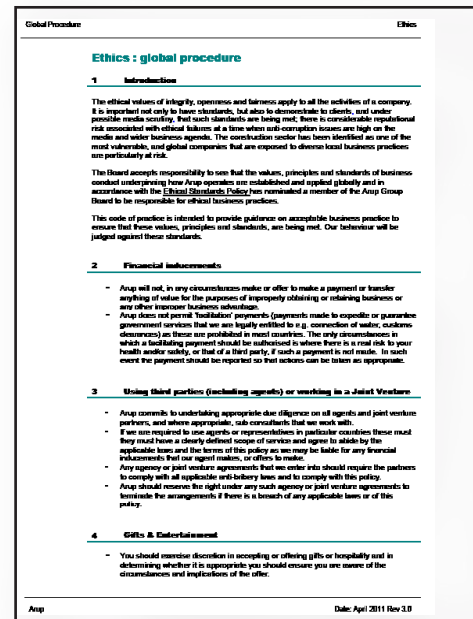 Global Procedure Ethics
Ethics : global procedure
1 Introduction
The ethical values of integrity, openness and fairness apply to all the activities of a company.
It is important not only to have standards, but also to demonstrate to clients, and under
possible media scrutiny, that such standards are being met; there is considerable reputational
risk associated with ethical failures at a time when anti-corruption issues are high on the
media and wider business agenda. The construction sector has been identified as one of the
most vulnerable, and global companies that are exposed to diverse local business practices
are particularly at risk.
The Board accepts responsibility to see that the values, principles and standards of business
conduct underpinning how Arup operates are established and applied globally and in
accordance with the Ethical Standards Policy has nominated a member of the Arup Group
Board to be responsible for ethical business practices.
This code of practice is intended to provide guidance on acceptable business practice to
ensure that these values, principles and standards, are being met. Our behaviour will be
judged against these standards.
2 Financial inducements
- Arup will not, in any circumstances make or offer to make a payment or transfer
anything of value for the purposes of improperly obtaining or retaining business or
any other improper business advantage.
- Arup does not permit 'facilitation' payments (payments made to expedite or guarantee
government services that we are legally entitled to e.g. connection of water, customs
clearances) as these are prohibited in most countries. The only circumstances in
which a facilitating payment should be authorised is where there is a real risk to your
health and/or safety, or that of a third party, if such a payment is not made. In such
event the payment should be reported so that actions can be taken as appropriate.
3 Using third parties (including agents) or working in a Joint Venture
- Arup commits to undertaking appropriate due diligence on all agents and joint venture
partners, and where appropriate, sub consultants that we work with.
- If we are required to use agents or representatives in particular countries these must
they must have a clearly defined scope of service and agree to abide by the
applicable laws and the terms of this policy as we may be liable for any financial
inducements that our agent makes, or offers to make.
- Any agency or joint venture agreements that we enter into should require the partners
to comply with all applicable anti-bribery laws and to comply with this policy.
- Arup should reserve the right under any such agency or joint venture agreements to
terminate the arrangements if there is a breach of any applicable laws or of this
policy.
4 Gifts & Entertainment
- You should exercise discretion in accepting or offering gifts or hospitality and in
determining whether it is appropriate you should ensure you are aware of the
circumstances and implications of the offer.
Arup Date: April 2011 Rev 3.0